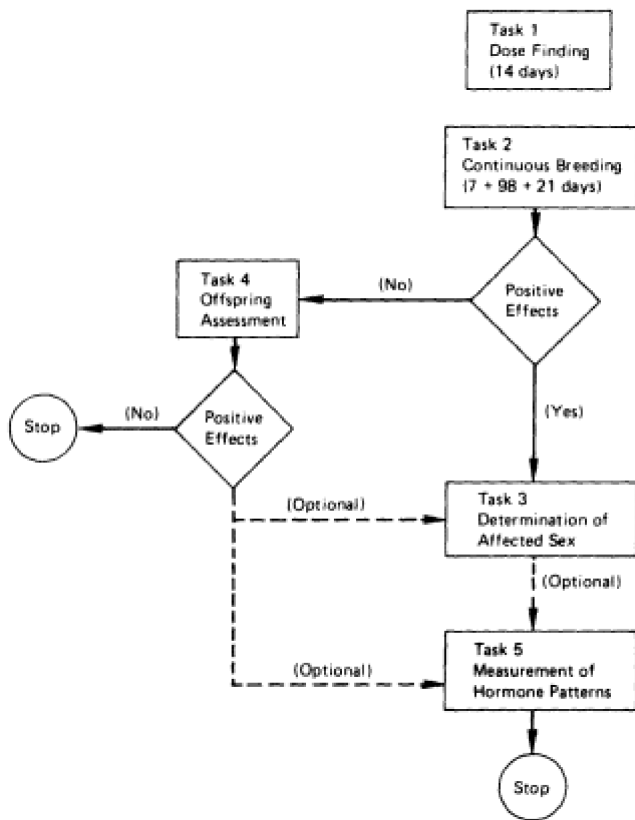 Task 1
Dose Finding
(14 days)
Task 2
Continuous Breeding
(7 + 98 + 21 days)
Positive
Effects
(No)
Task 4
Offspring
Assessment
(Yes)
Positive
Effects
(No)
Stop
(Optional)
Task 3
Determination of
Affected Sex
(Optional)
(Optional)
Task 5
Measurement of
Hormone Patterns
Stop